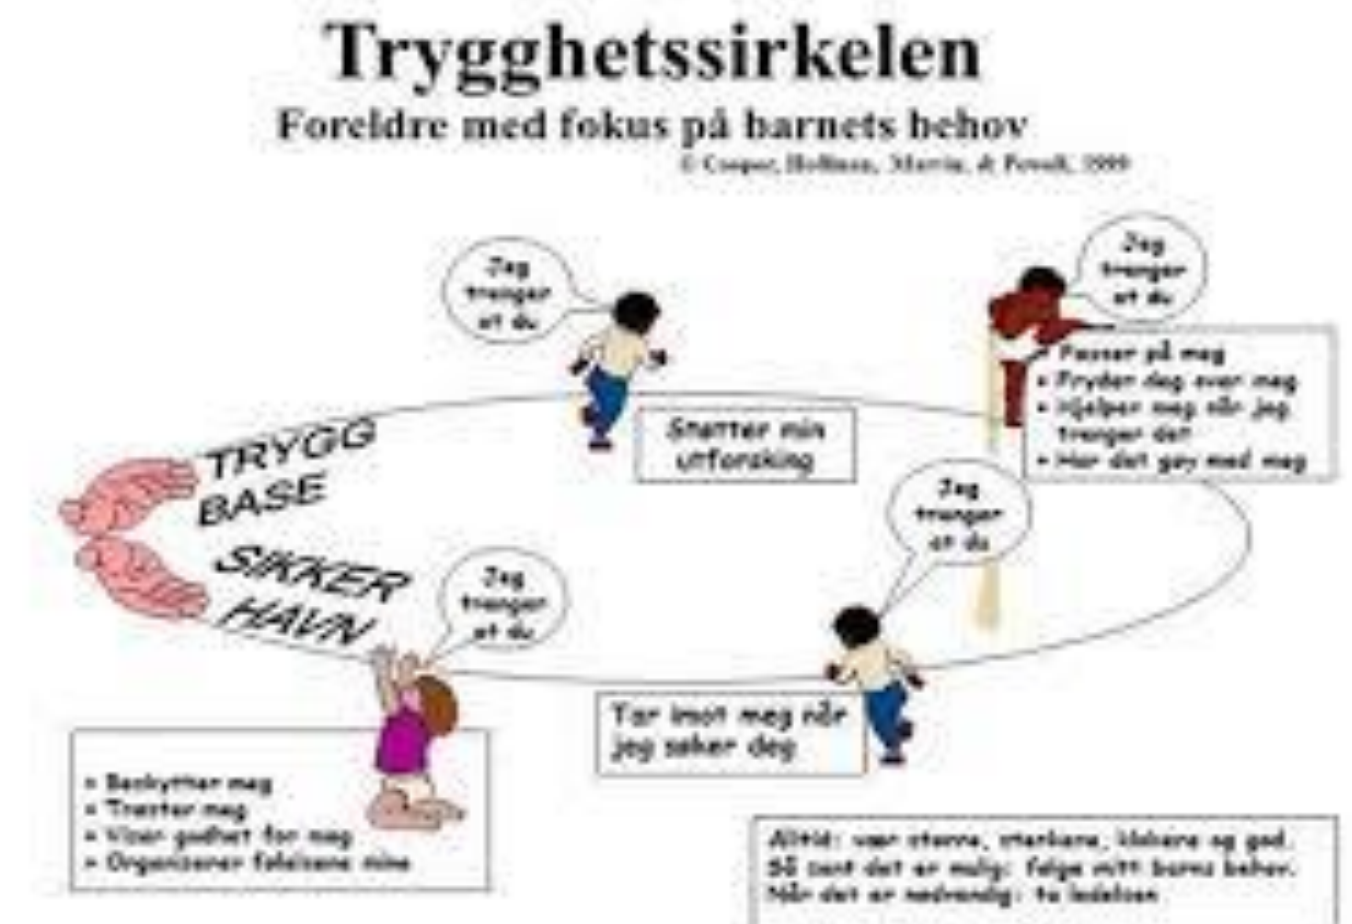 Trygghetssirkelen
Foreldre med fokus på barnets behov
© Cooper, Hoffman, Marvin, & Powell, 1999
Jeg
trenger
at du
Jeg
trenger
at du
• Passer på meg
• Fryder deg over meg
• Hjelper meg når jeg
trenger det
• Har det gøy med meg
Støtter min
utforsking
TRYGG
BASE
Jeg
trenger
at du
SIKKER
HAVN
Jeg
trenger
at du
Tar imot meg når
jeg søker deg
• Beskytter meg
• Trøster meg
• Viser godhet for meg
• Organiserer følelsene mine
Alltid: vær større, sterkere, klokere og god.
Så sant det er mulig: følge mitt barns behov.
Når det er nødvendig: ta ledelsen